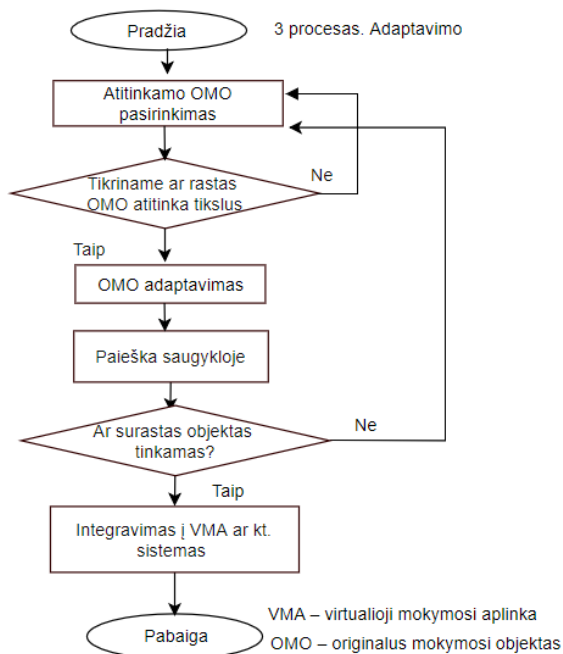 Pradžia
3 procesas. Adaptavimo
Atitinkamo OMO
pasirinkimas
Tikriname ar rastas
OMO atitinka tikslus
Ne
Taip
OMO adaptavimas
Paieška saugykloje
Ar surastas objektas
tinkamas?
Ne
Taip
Integravimas į VMA ar kt.
sistemas
VMA – virtualioji mokymosi aplinka
Pabaiga
OMO – originalus mokymosi objektas